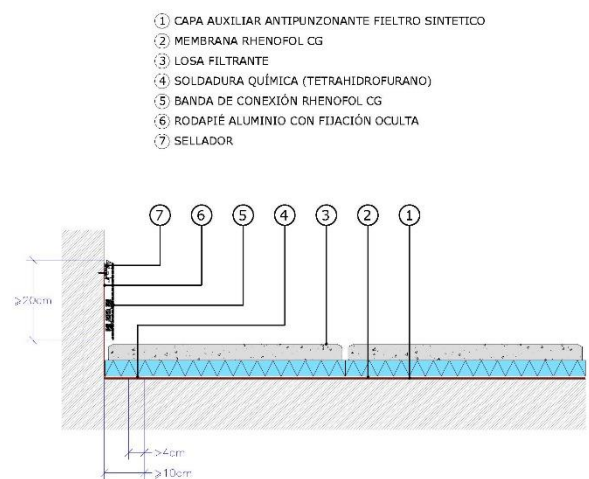 ① CAPA AUXILIAR ANTIPUNZONANTE FIELTRO SINTETICO
② MEMBRANA RHENOFOL CG
③ LOSA FILTRANTE
④ SOLDADURA QUÍMICA (TETRAHIDROFURANO)
⑤ BANDA DE CONEXIÓN RHENOFOL CG
⑥ RODAPIÉ ALUMINIO CON FIJACIÓN OCULTA
⑦ SELLADOR
⑦ ⑥ ⑤ ④ ③ ② ①
⩾20cm
>4cm
⩾10cm